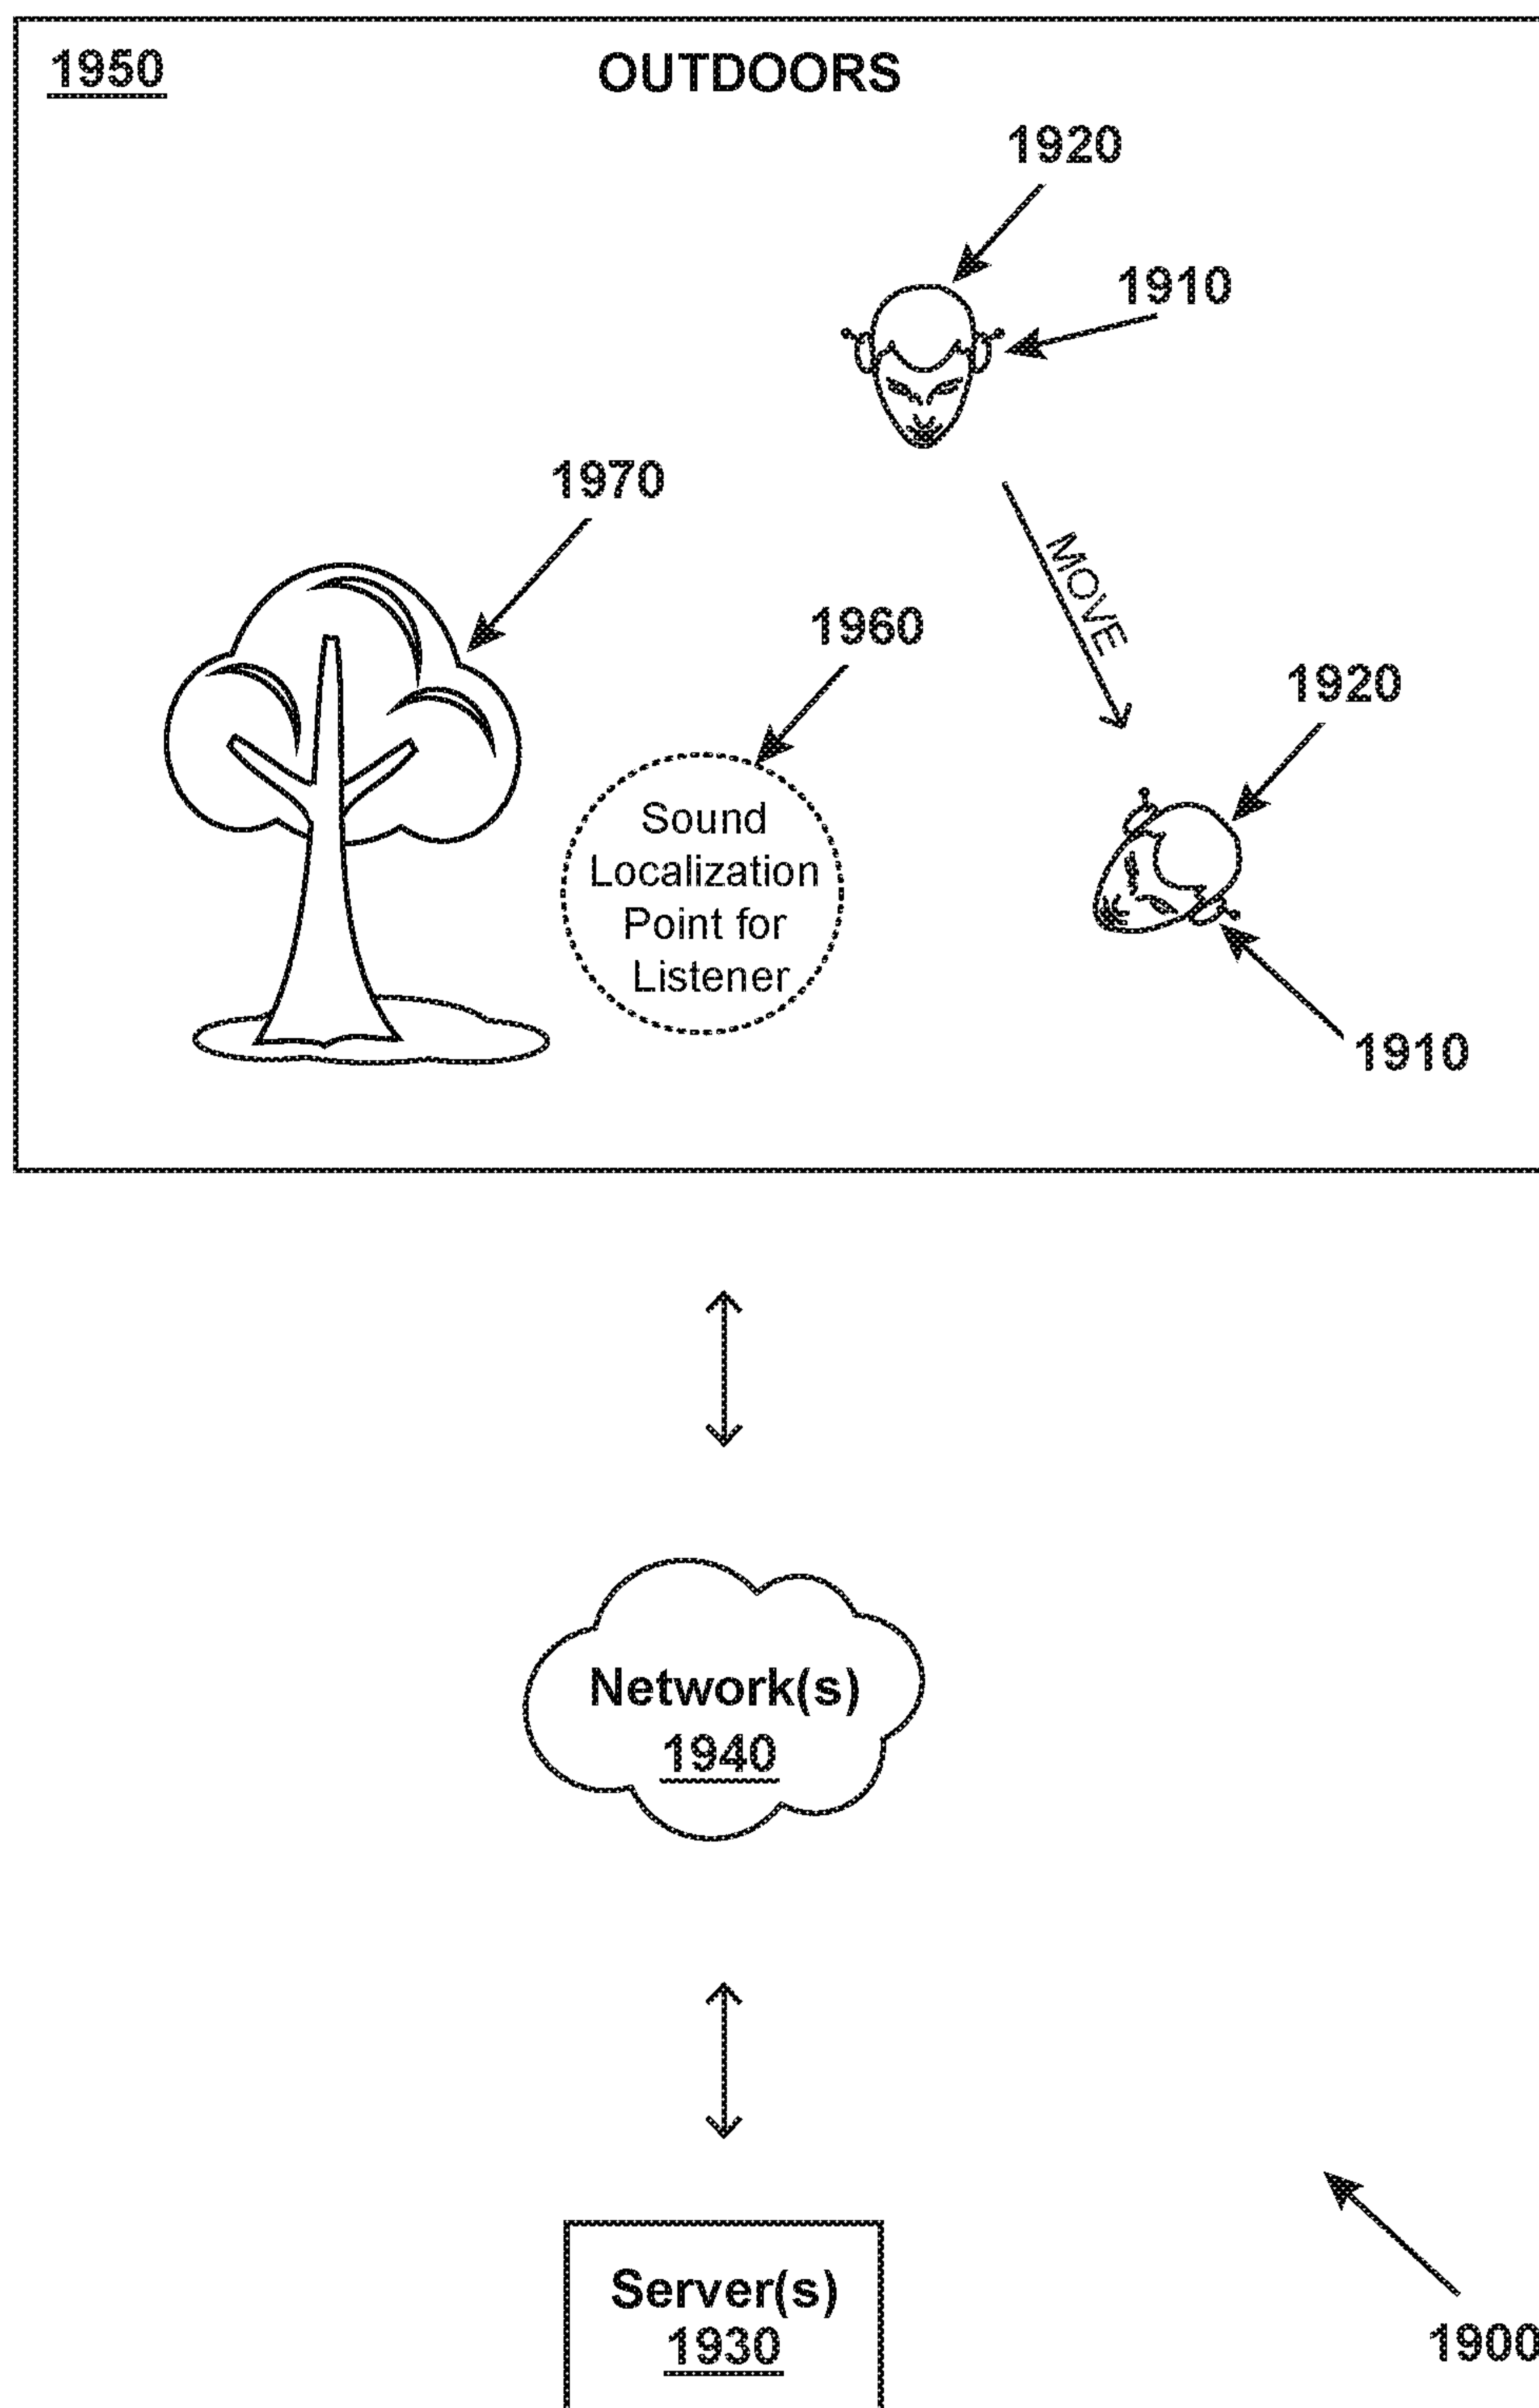 1950
OUTDOORS
1920
1910
1970
MOVE
1960
1920
Sound
Localization
Point for
Listener
1910
Network(s)
1940
Server(s)
1930
1900